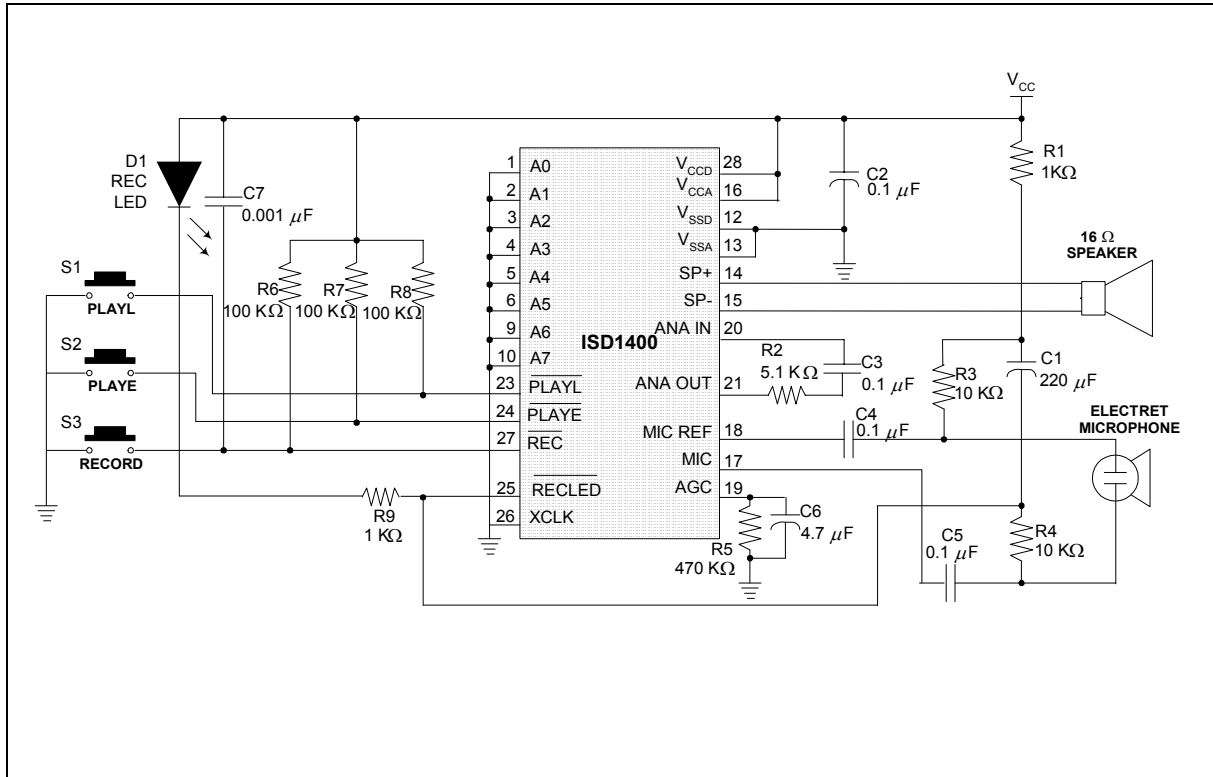 V_CC
D1
REC
LED
C7
0.001 µF
R6
100 KΩ
R7
100 KΩ
R8
100 KΩ
S1
PLAYL
S2
PLAYE
S3
RECORD
R9
1 KΩ
ISD1400
1 A0
2 A1
3 A2
4 A3
5 A4
6 A5
9 A6
10 A7
23 PLAYL
24 PLAYE
27 REC
25 RECLED
26 XCLK
V_CCD 28
V_CCA 16
V_SSD 12
V_SSA 13
SP+ 14
SP- 15
ANA IN 20
ANA OUT 21
MIC REF 18
MIC 17
AGC 19
C2
0.1 µF
R1
1KΩ
16 Ω
SPEAKER
R2
5.1 KΩ
C3
0.1 µF
R3
10 KΩ
C1
220 µF
C4
0.1 µF
ELECTRET
MICROPHONE
C6
4.7 µF
R5
470 KΩ
C5
0.1 µF
R4
10 KΩ